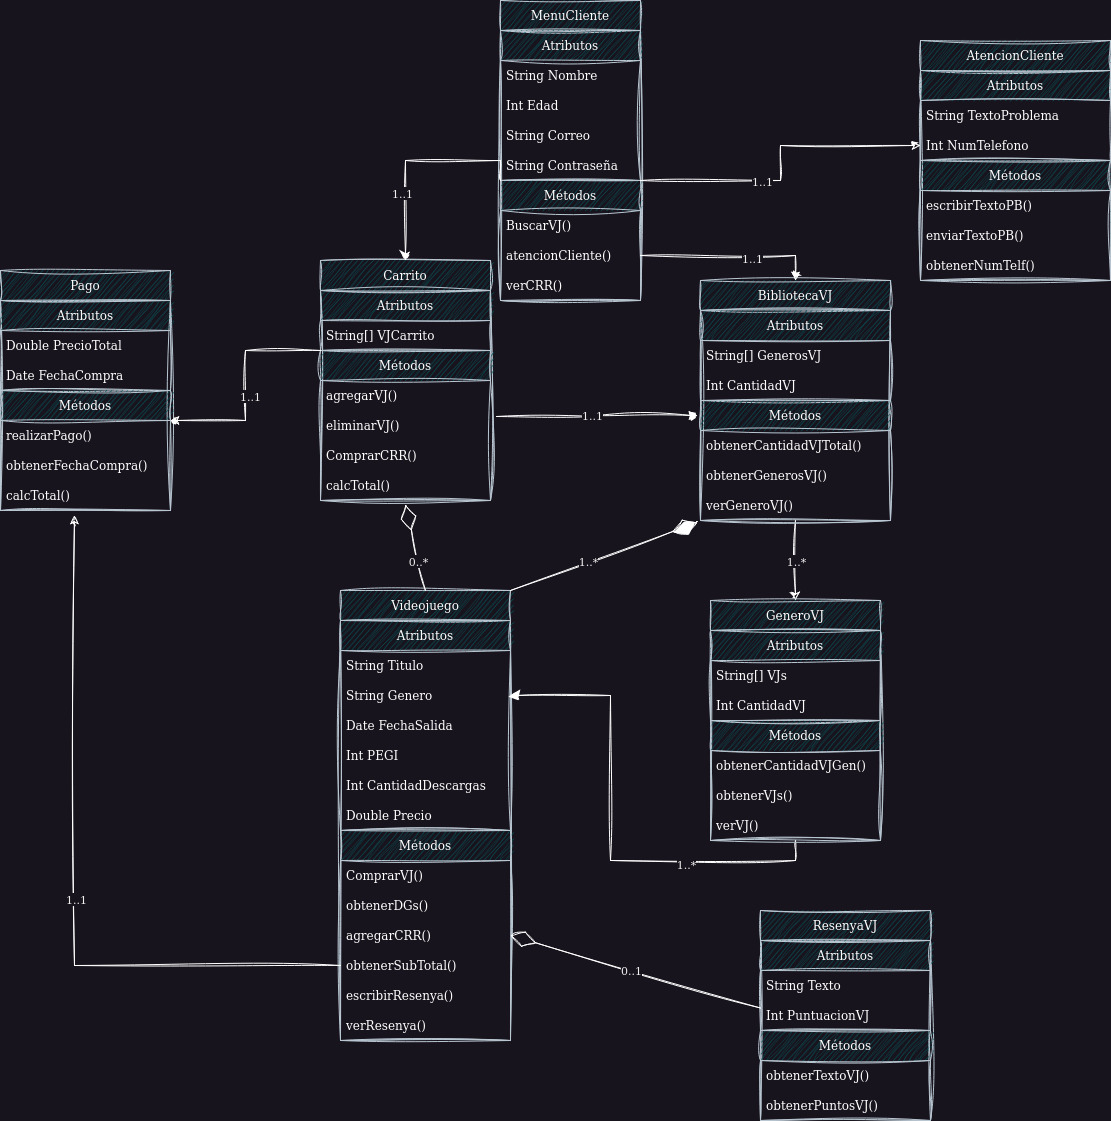 MenuCliente
Atributos
String Nombre
Int Edad
String Correo
String Contraseña
Métodos
BuscarVJ()
atencionCliente()
verCRR()
AtencionCliente
Atributos
String TextoProblema
Int NumTelefono
Métodos
escribirTextoPB()
enviarTextoPB()
obtenerNumTelf()
1..1
1..1
1..1
Pago
Atributos
Double PrecioTotal
Date FechaCompra
Métodos
realizarPago()
obtenerFechaCompra()
calcTotal()
1..1
Carrito
Atributos
String[] VJCarrito
Métodos
agregarVJ()
eliminarVJ()
ComprarCRR()
calcTotal()
1..1
BibliotecaVJ
Atributos
String[] GenerosVJ
Int CantidadVJ
Métodos
obtenerCantidadVJTotal()
obtenerGenerosVJ()
verGeneroVJ()
0..*
1..*
1..*
Videojuego
Atributos
String Titulo
String Genero
Date FechaSalida
Int PEGI
Int CantidadDescargas
Double Precio
Métodos
ComprarVJ()
obtenerDGs()
agregarCRR()
obtenerSubTotal()
escribirResenya()
verResenya()
GeneroVJ
Atributos
String[] VJs
Int CantidadVJ
Métodos
obtenerCantidadVJGen()
obtenerVJs()
verVJ()
1..*
1..1
0..1
ResenyaVJ
Atributos
String Texto
Int PuntuacionVJ
Métodos
obtenerTextoVJ()
obtenerPuntosVJ()